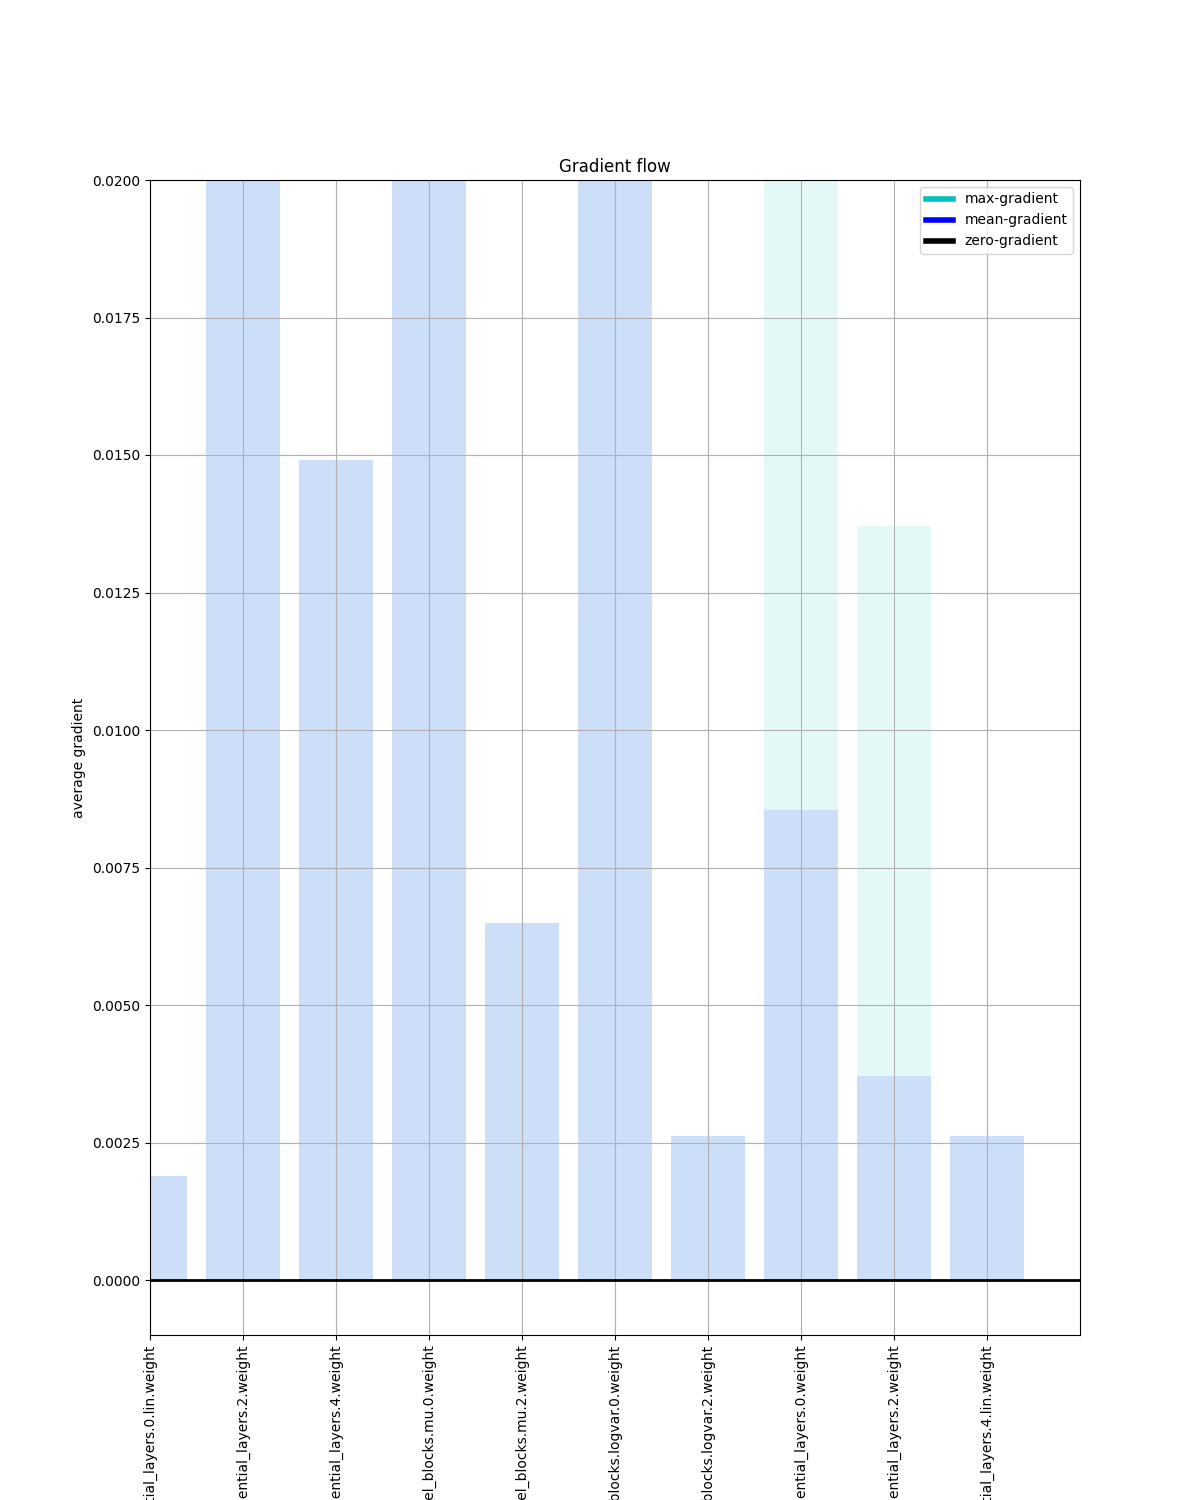 Gradient flow
max-gradient
mean-gradient
zero-gradient
average gradient
0.0200
0.0175
0.0150
0.0125
0.0100
0.0075
0.0050
0.0025
0.0000
tial_layers.0.lin.weight
ential_layers.2.weight
ential_layers.4.weight
el_blocks.mu.0.weight
el_blocks.mu.2.weight
blocks.logvar.0.weight
blocks.logvar.2.weight
ential_layers.0.weight
ential_layers.2.weight
tial_layers.4.lin.weight